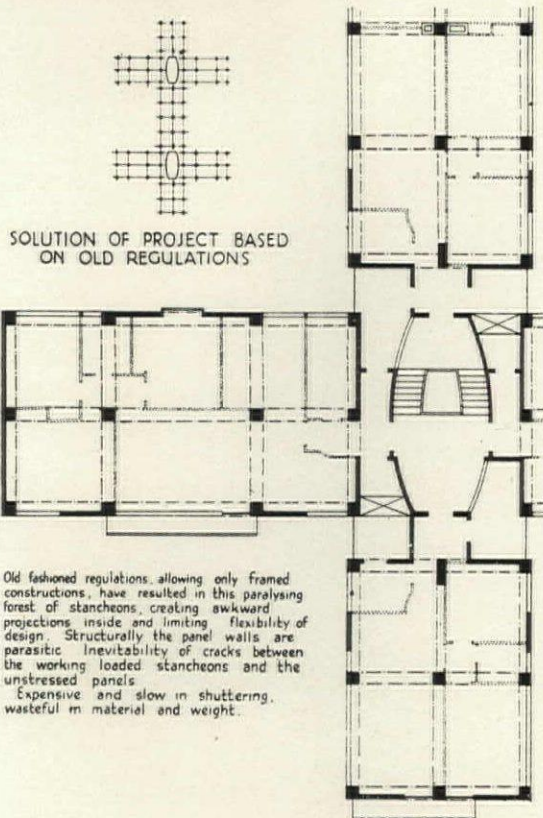 SOLUTION OF PROJECT BASED
ON OLD REGULATIONS
Old fashioned regulations, allowing only framed
constructions, have resulted in this paralysing
forest of stancheons, creating awkward
projections inside and limiting flexibility of
design. Structurally the panel walls are
parasitic Inevitability of cracks between
the working loaded stancheons and the
unstressed panels
Expensive and slow in shuttering,
wasteful in material and weight.